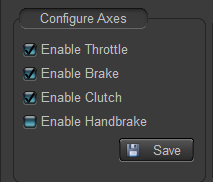 Configure Axes
Enable Throttle
Enable Brake
Enable Clutch
Enable Handbrake
Save